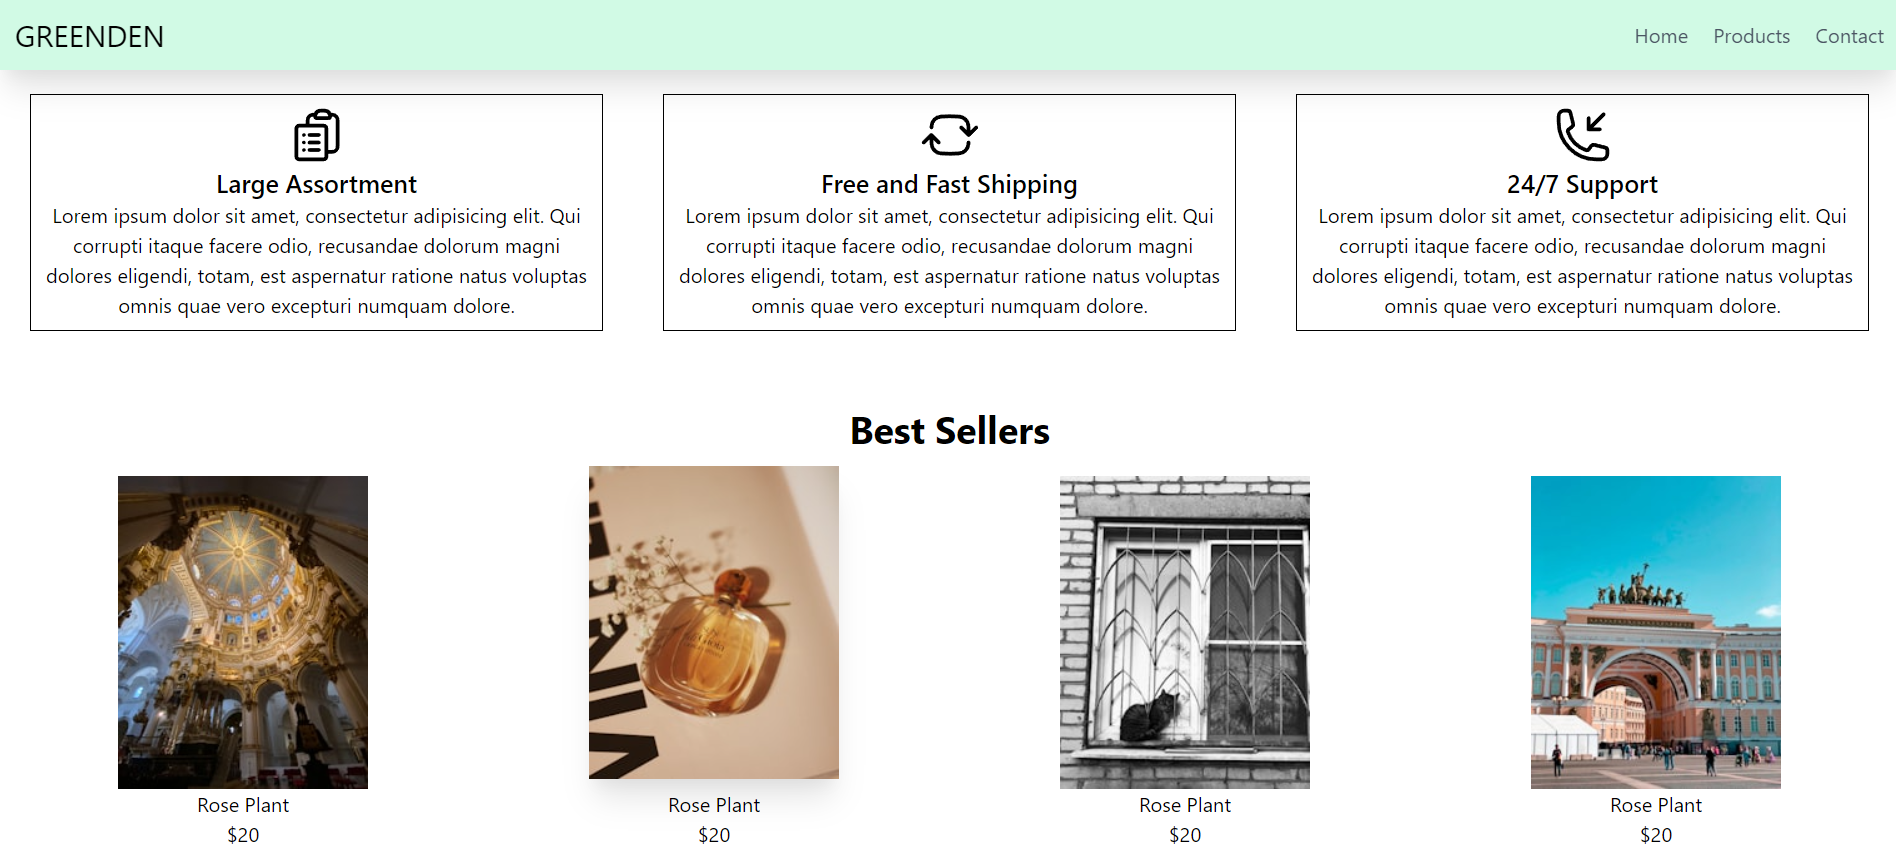 GREENDEN
Home Products Contact
Large Assortment
Lorem ipsum dolor sit amet, consectetur adipisicing elit. Qui
corrupti itaque facere odio, recusandae dolorum magni
dolores eligendi, totam, est aspernatur ratione natus voluptas
omnis quae vero excepturi numquam dolore.
Free and Fast Shipping
Lorem ipsum dolor sit amet, consectetur adipisicing elit. Qui
corrupti itaque facere odio, recusandae dolorum magni
dolores eligendi, totam, est aspernatur ratione natus voluptas
omnis quae vero excepturi numquam dolore.
24/7 Support
Lorem ipsum dolor sit amet, consectetur adipisicing elit. Qui
corrupti itaque facere odio, recusandae dolorum magni
dolores eligendi, totam, est aspernatur ratione natus voluptas
omnis quae vero excepturi numquam dolore.
Best Sellers
Rose Plant
$20
Rose Plant
$20
Rose Plant
$20
Rose Plant
$20